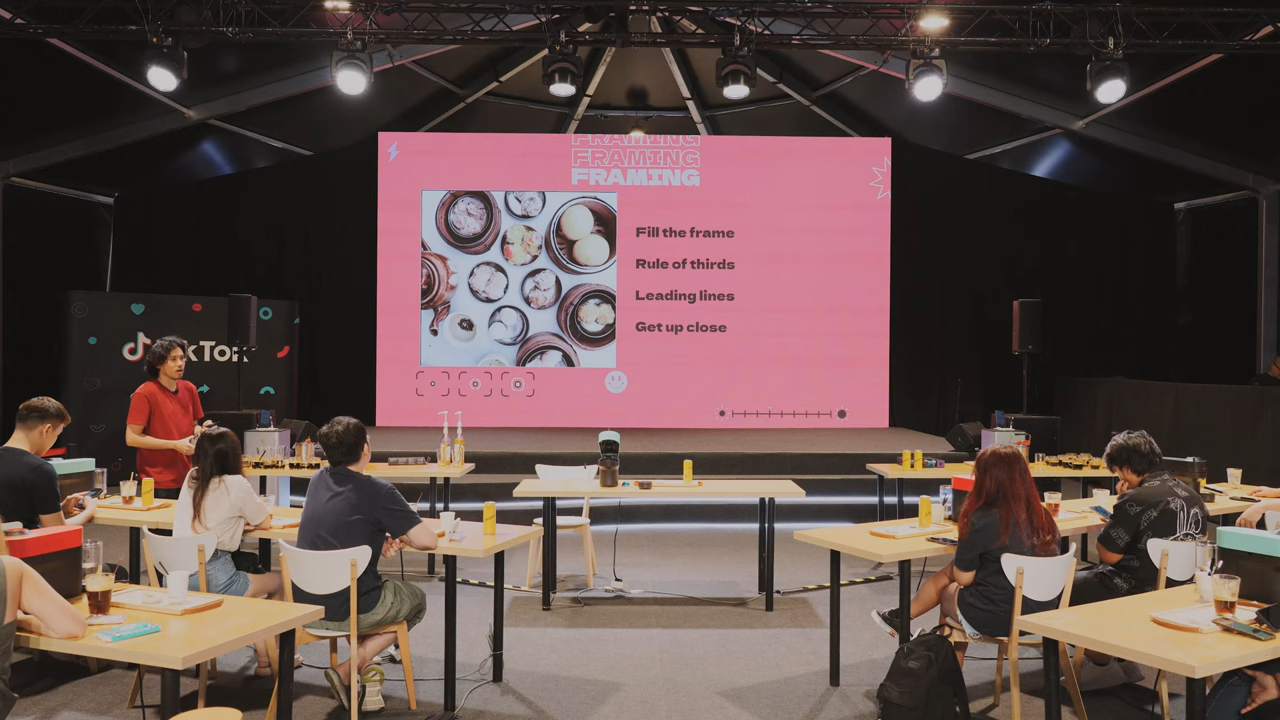 FRAMING
FRAMING
FRAMING
Fill the frame
Rule of thirds
Leading lines
Get up close
TikTok